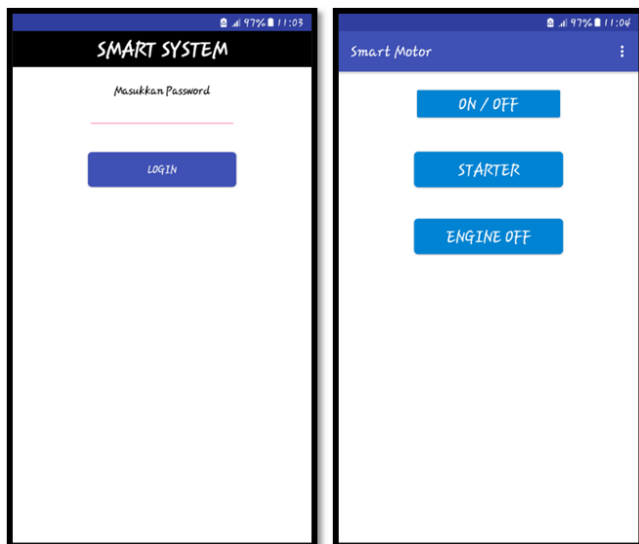 97% 11:03
SMART SYSTEM
Masukkan Password
LOGIN
97% 11:04
Smart Motor
ON / OFF
STARTER
ENGINE OFF